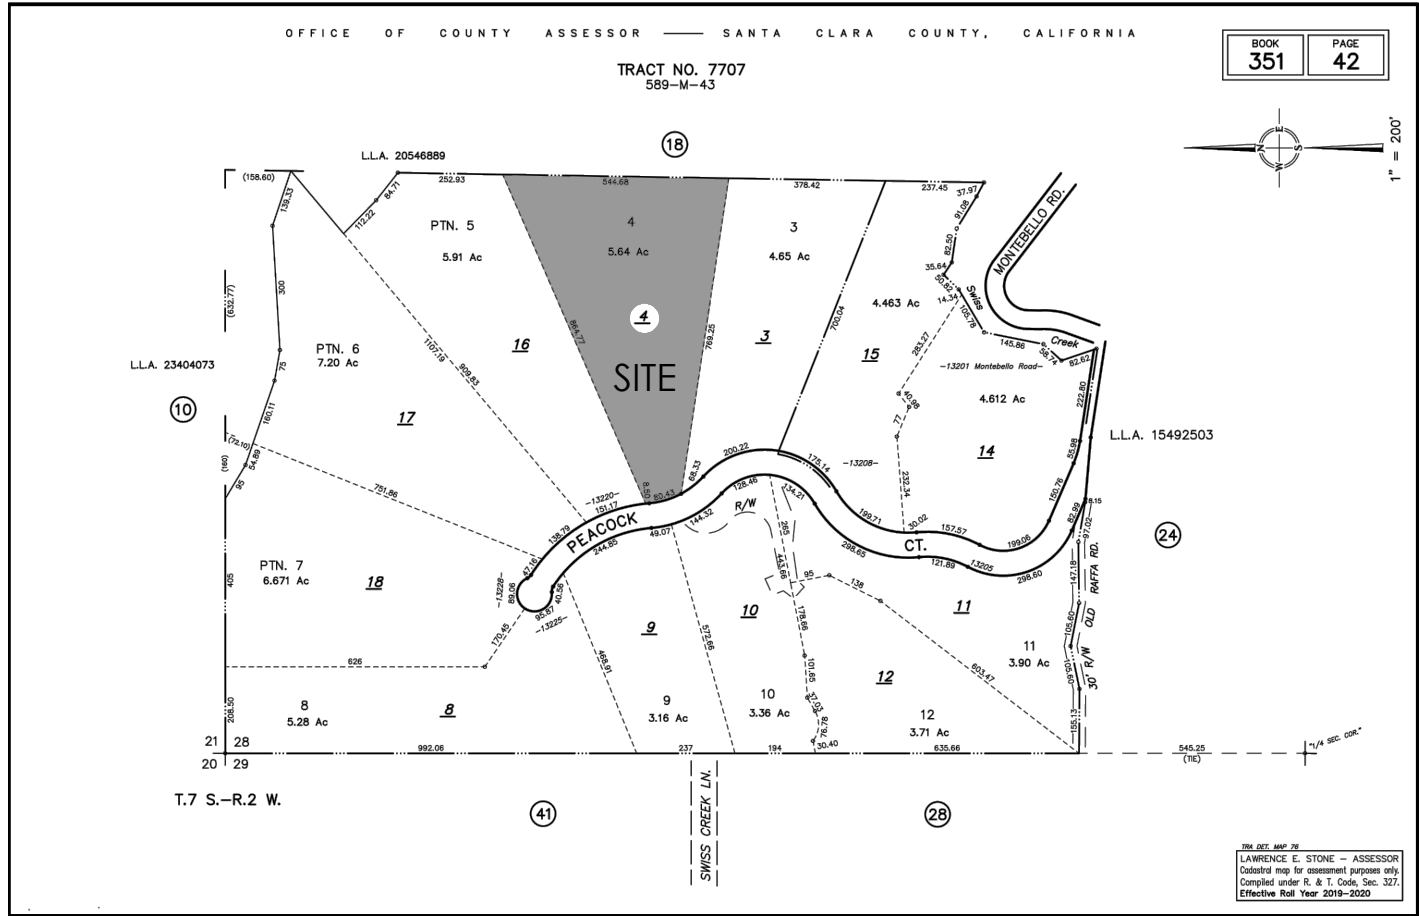 OFFICE OF COUNTY ASSESSOR — SANTA CLARA COUNTY, CALIFORNIA
BOOK
351
PAGE
42
TRACT NO. 7707
589-M-43
1" = 200'
N
E
S
W
18
L.L.A. 20546889
(158.60)
252.93
544.68
378.42
237.45
37.97
139.33
112.22
84.71
91.08
82.50
35.64
50.82
14.34
MONTEBELLO RD.
PTN. 5
5.91 Ac
4
5.64 Ac
3
4.65 Ac
4.463 Ac
Swiss
Creek
105.78
145.86
58.74
82.62
(632.77)
300
75
160.11
54.89
95
(72.10)
(160)
L.L.A. 23404073
10
PTN. 6
7.20 Ac
17
1107.19
909.83
16
864.77
4
SITE
769.25
3
700.04
15
283.27
-13201 Montebello Road-
4.612 Ac
40.98
77
232.34
14
222.80
55.98
150.76
L.L.A. 15492503
8.15
82.99
97.02
24
751.86
138.79
-13220-
151.17
8.50
80.43
68.33
200.22
175.14
-13208-
199.71
30.02
157.57
199.06
PEACOCK
CT.
R/W
244.85
49.07
144.32
128.46
134.21
298.65
121.89
13205
298.60
PTN. 7
6.671 Ac
18
405
47.16
-13228-
89.06
40.56
95.87
-13225-
170.45
626
265
443.66
95
138
178.66
101.65
37.03
76.78
30.40
11
603.47
11
3.90 Ac
147.18
105.60
105.60
155.13
30' R/W OLD RAFFA RD.
208.50
8
5.28 Ac
8
468.91
9
9
3.16 Ac
572.66
10
10
3.36 Ac
12
12
3.71 Ac
21 28
20 29
992.06
237
194
635.66
545.25
(TIE)
"1/4 SEC. COR."
T.7 S.-R.2 W.
41
SWISS CREEK LN.
28
TRA DET. MAP 76
LAWRENCE E. STONE - ASSESSOR
Cadastral map for assessment purposes only.
Compiled under R. & T. Code, Sec. 327.
Effective Roll Year 2019-2020